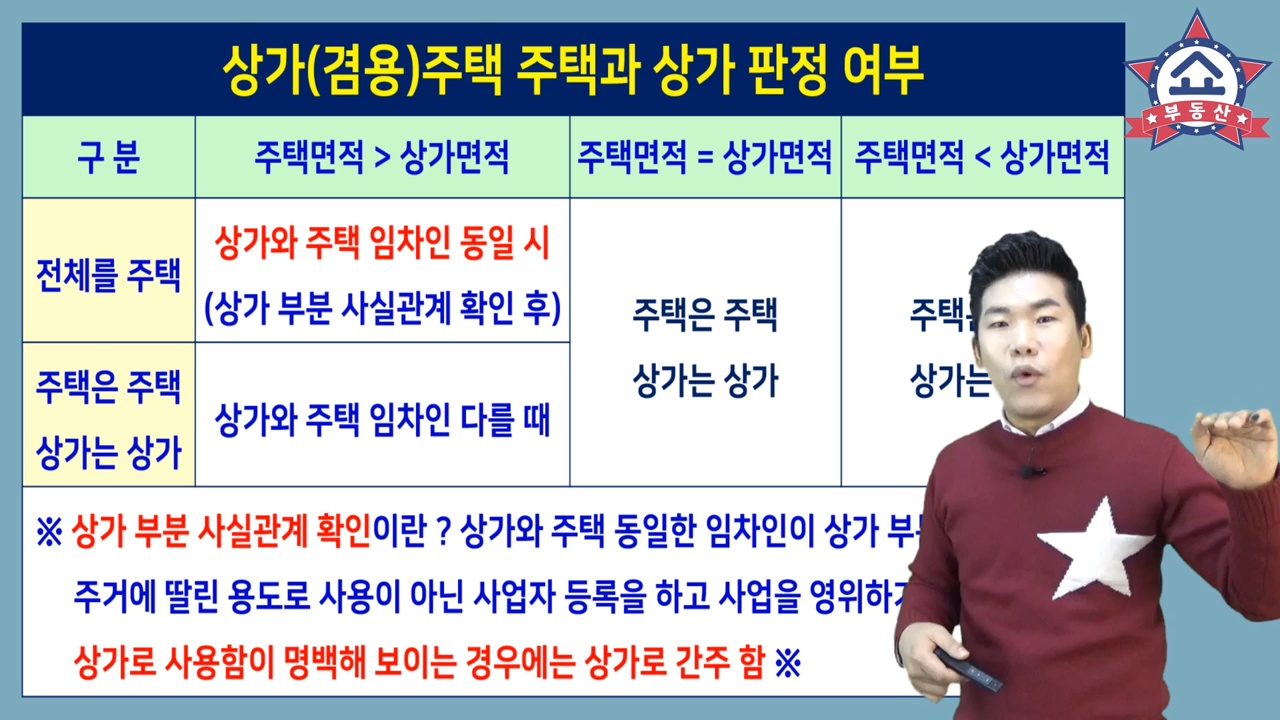 상가(겸용)주택 주택과 상가 판정 여부
쇼
부동산
구 분
주택면적 > 상가면적
주택면적 = 상가면적
주택면적 < 상가면적
전체를 주택
상가와 주택 임차인 동일 시
(상가 부분 사실관계 확인 후)
주택은 주택
상가는 상가
상가와 주택 임차인 다를 때
주택은 주택
상가는 상가
상가는
※ 상가 부분 사실관계 확인이란 ? 상가와 주택 동일한 임차인이 상가
주거에 딸린 용도로 사용이 아닌 사업자 등록을 하고 사업을
상가로 사용함이 명백해 보이는 경우에는 상가로 간주 함 ※